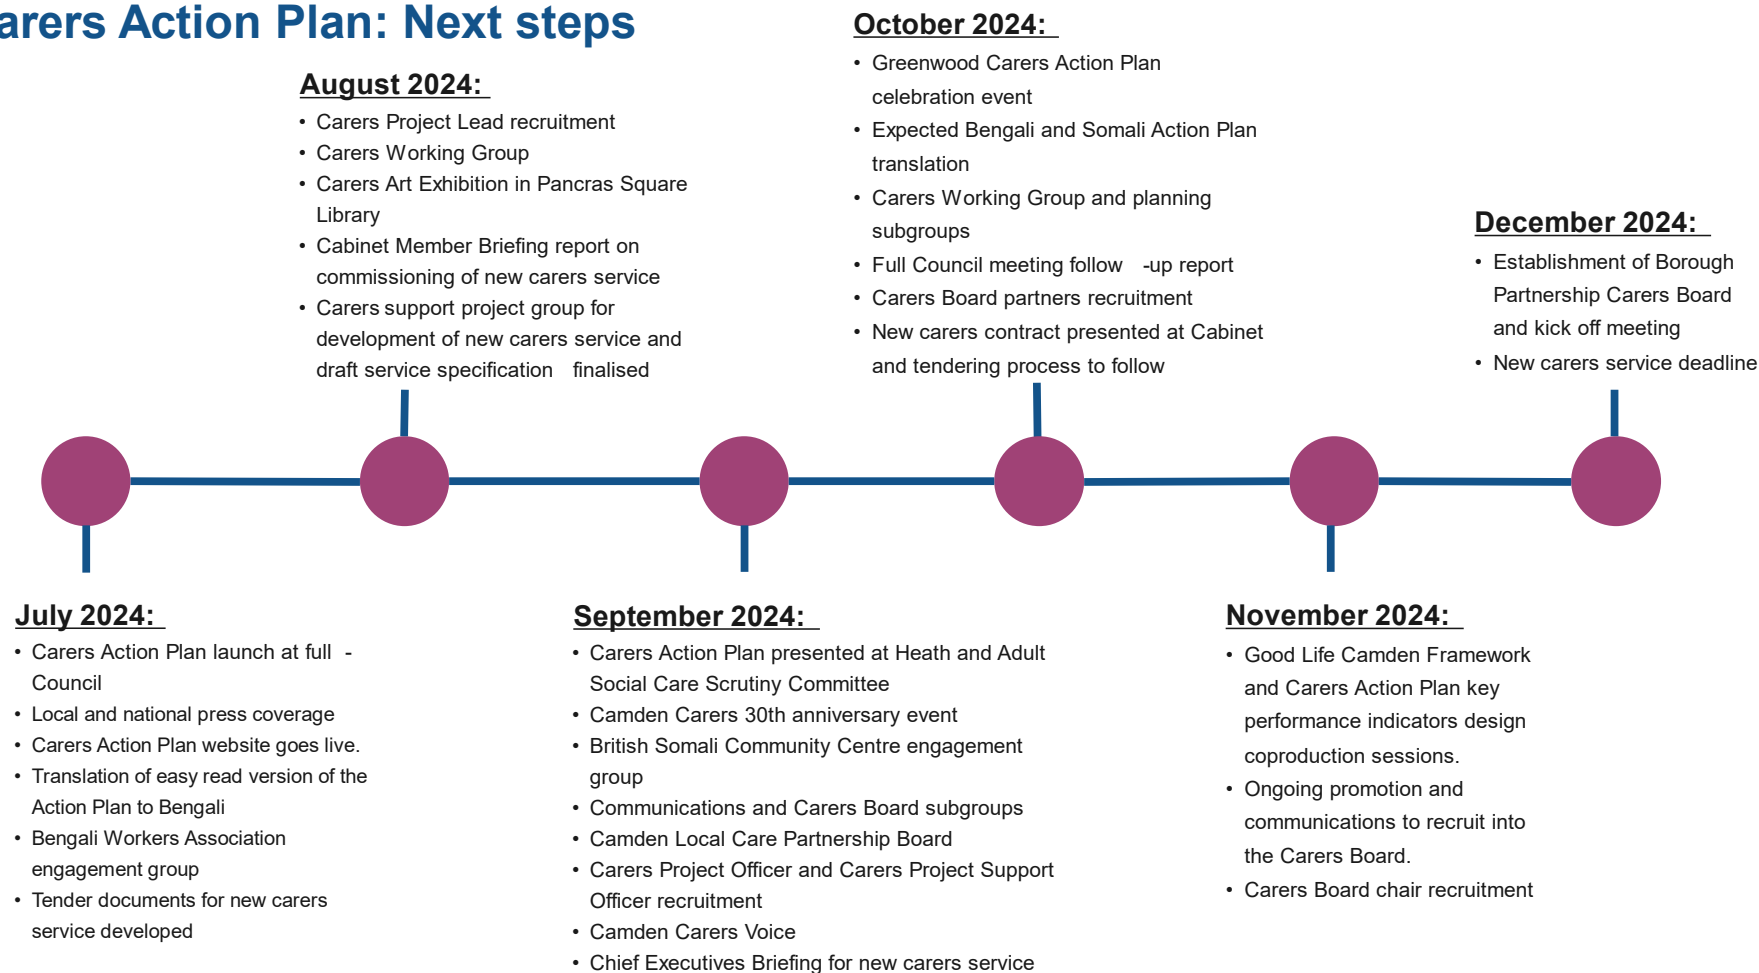 arers Action Plan: Next steps
August 2024:
• Carers Project Lead recruitment
• Carers Working Group
• Carers Art Exhibition in Pancras Square
Library
• Cabinet Member Briefing report on
commissioning of new carers service
• Carers support project group for
development of new carers service and
draft service specification finalised
October 2024:
• Greenwood Carers Action Plan
celebration event
• Expected Bengali and Somali Action Plan
translation
• Carers Working Group and planning
subgroups
• Full Council meeting follow -up report
• Carers Board partners recruitment
• New carers contract presented at Cabinet
and tendering process to follow
December 2024:
• Establishment of Borough
Partnership Carers Board
and kick off meeting
• New carers service deadline
July 2024:
• Carers Action Plan launch at full -
Council
• Local and national press coverage
• Carers Action Plan website goes live.
• Translation of easy read version of the
Action Plan to Bengali
• Bengali Workers Association
engagement group
• Tender documents for new carers
service developed
September 2024:
• Carers Action Plan presented at Heath and Adult
Social Care Scrutiny Committee
• Camden Carers 30th anniversary event
• British Somali Community Centre engagement
group
• Communications and Carers Board subgroups
• Camden Local Care Partnership Board
• Carers Project Officer and Carers Project Support
Officer recruitment
• Camden Carers Voice
• Chief Executives Briefing for new carers service
November 2024:
• Good Life Camden Framework
and Carers Action Plan key
performance indicators design
coproduction sessions.
• Ongoing promotion and
communications to recruit into
the Carers Board.
• Carers Board chair recruitment